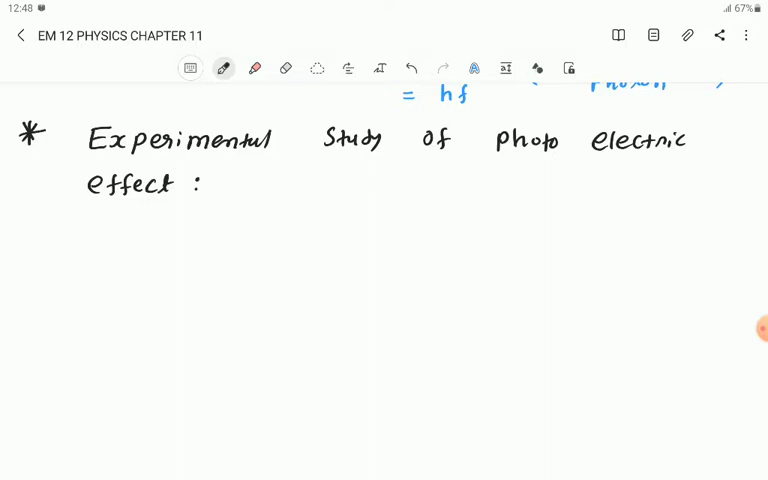 12:48 67%
EM 12 PHYSICS CHAPTER 11
= hf
* Experimental study of photo electric
effect :